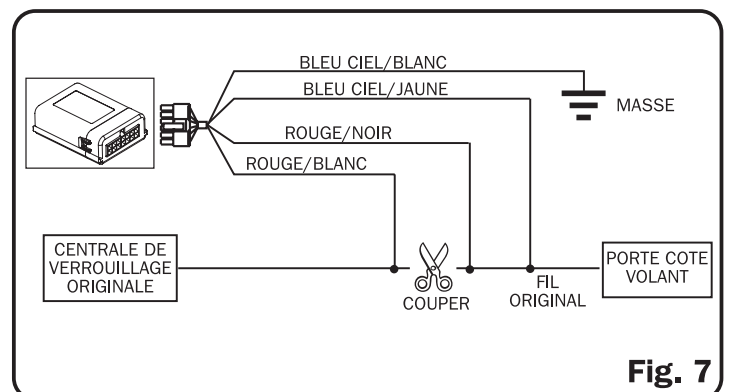 BLEU CIEL/BLANC
BLEU CIEL/JAUNE
MASSE
ROUGE/NOIR
ROUGE/BLANC
CENTRALE DE
VERROUILLAGE
ORIGINALE
COUPER
FIL
ORIGINAL
PORTE COTE
VOLANT
Fig. 7